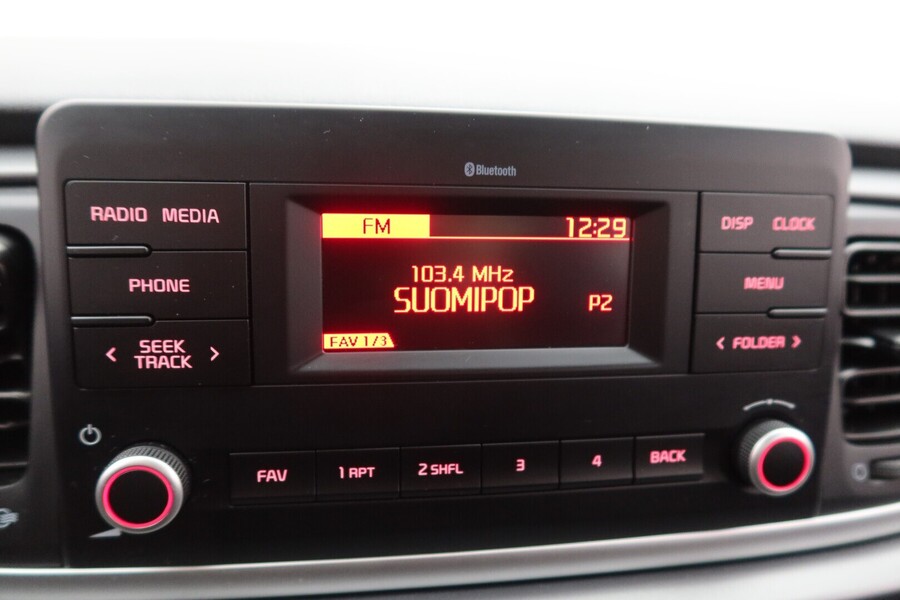 Bluetooth
RADIO MEDIA
PHONE
< SEEK TRACK >
FM 12:29
103.4 MHz
SUOMIPOP P2
FAV 1/3
DISP CLOCK
MENU
< FOLDER >
FAV 1 RPT 2 SHFL 3 4 BACK